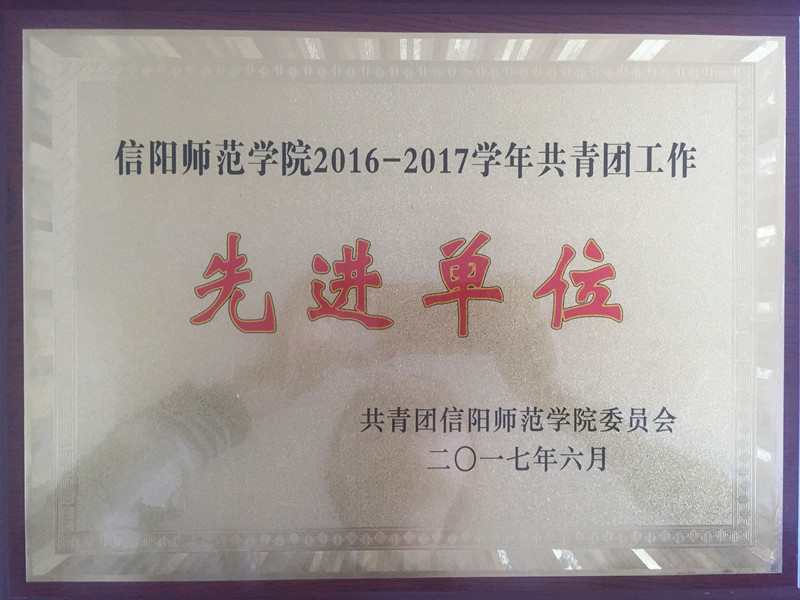 信阳师范学院2016-2017学年共青团工作
先进单位
共青团信阳师范学院委员会
二〇一七年六月